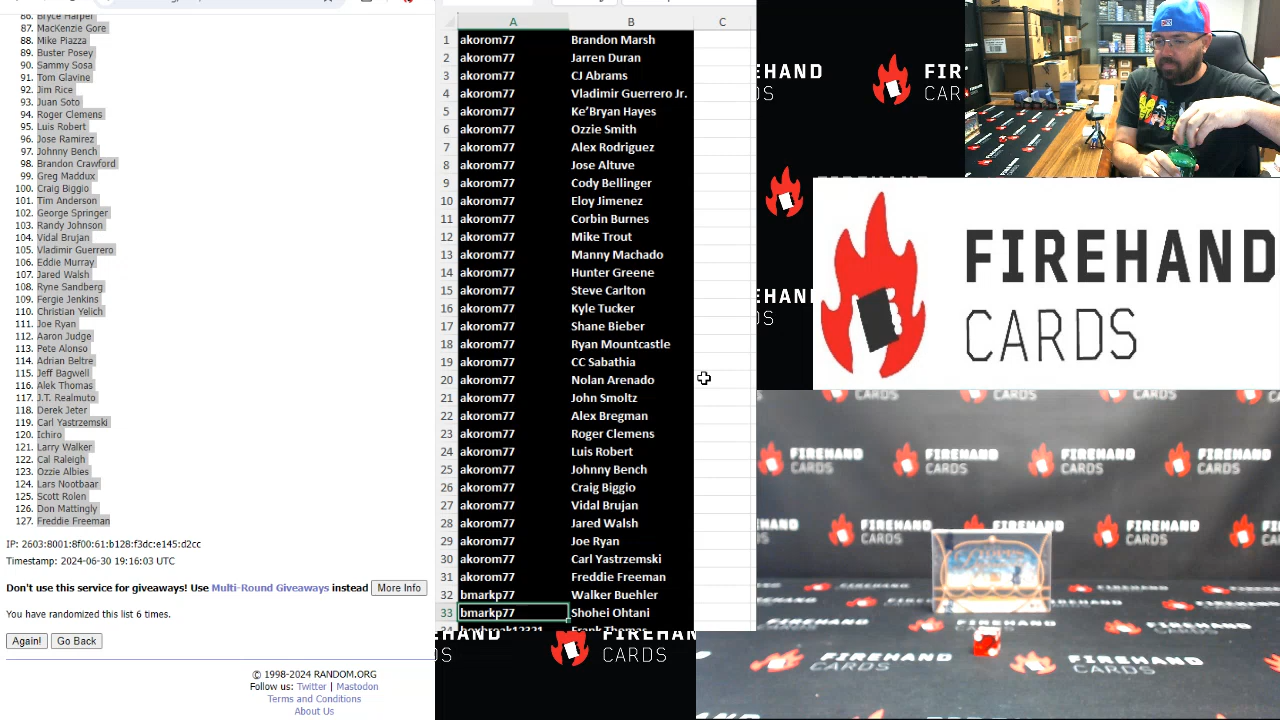 86. Bryce Harper
87. MacKenzie Gore
88. Mike Piazza
89. Buster Posey
90. Sammy Sosa
91. Tom Glavine
92. Jim Rice
93. Juan Soto
94. Roger Clemens
95. Luis Robert
96. Jose Ramirez
97. Johnny Bench
98. Brandon Crawford
99. Greg Maddux
100. Craig Biggio
101. Tim Anderson
102. George Springer
103. Randy Johnson
104. Vidal Brujan
105. Vladimir Guerrero
106. Eddie Murray
107. Jared Walsh
108. Ryne Sandberg
109. Fergie Jenkins
110. Christian Yelich
111. Joe Ryan
112. Aaron Judge
113. Pete Alonso
114. Adrian Beltre
115. Jeff Bagwell
116. Alek Thomas
117. J.T. Realmuto
118. Derek Jeter
119. Carl Yastrzemski
120. Ichiro
121. Larry Walker
122. Cal Raleigh
123. Ozzie Albies
124. Lars Nootbaar
125. Scott Rolen
126. Don Mattingly
127. Freddie Freeman
IP: 2603:8001:8f00:61:b128:f3dc:e145:d2cc
Timestamp: 2024-06-30 19:16:03 UTC
Don't use this service for giveaways! Use Multi-Round Giveaways instead More Info
You have randomized this list 6 times.
Again! Go Back
© 1998-2024 RANDOM.ORG
Follow us: Twitter | Mastodon
Terms and Conditions
About Us
A B C
1 akorom77 Brandon Marsh
2 akorom77 Jarren Duran
3 akorom77 CJ Abrams
4 akorom77 Vladimir Guerrero Jr.
5 akorom77 Ke’Bryan Hayes
6 akorom77 Ozzie Smith
7 akorom77 Alex Rodriguez
8 akorom77 Jose Altuve
9 akorom77 Cody Bellinger
10 akorom77 Eloy Jimenez
11 akorom77 Corbin Burnes
12 akorom77 Mike Trout
13 akorom77 Manny Machado
14 akorom77 Hunter Greene
15 akorom77 Steve Carlton
16 akorom77 Kyle Tucker
17 akorom77 Shane Bieber
18 akorom77 Ryan Mountcastle
19 akorom77 CC Sabathia
20 akorom77 Nolan Arenado
21 akorom77 John Smoltz
22 akorom77 Alex Bregman
23 akorom77 Roger Clemens
24 akorom77 Luis Robert
25 akorom77 Johnny Bench
26 akorom77 Craig Biggio
27 akorom77 Vidal Brujan
28 akorom77 Jared Walsh
29 akorom77 Joe Ryan
30 akorom77 Carl Yastrzemski
31 akorom77 Freddie Freeman
32 bmarkp77 Walker Buehler
33 bmarkp77 Shohei Ohtani
FIREHAND
CARDS
FIREHAND
CARDS
FIREHAND
CARDS
FIREHAND
CARDS
FIREHAND
CARDS
FIREHAND
CARDS